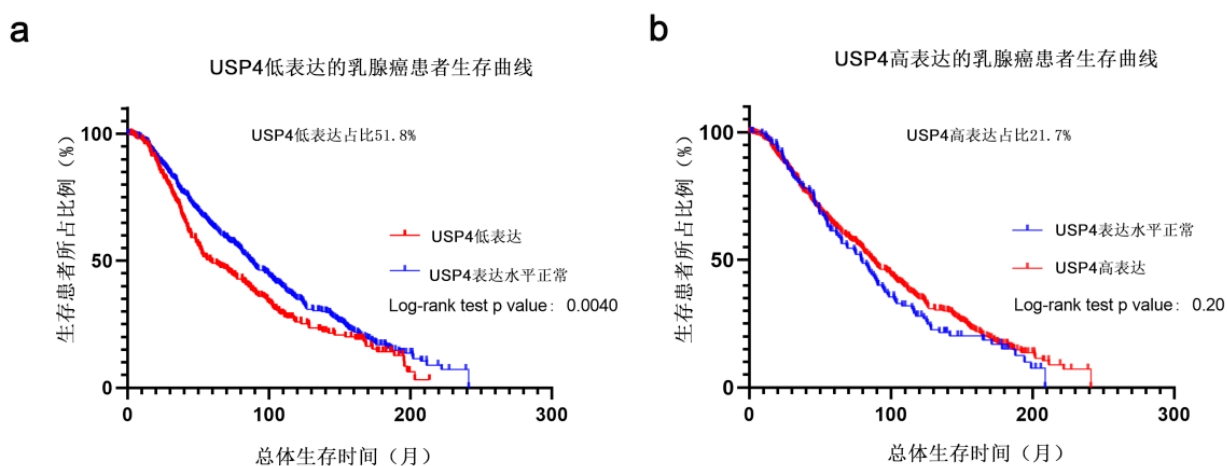 a
USP4低表达的乳腺癌患者生存曲线
USP4低表达占比51.8%
生存患者所占比例（%）
100
50
0
USP4低表达
USP4表达水平正常
Log-rank test p value： 0.0040
0
100
200
300
总体生存时间（月）
b
USP4高表达的乳腺癌患者生存曲线
USP4高表达占比21.7%
生存患者所占比例（%）
100
50
0
USP4表达水平正常
USP4高表达
Log-rank test p value： 0.20
0
100
200
300
总体生存时间（月）